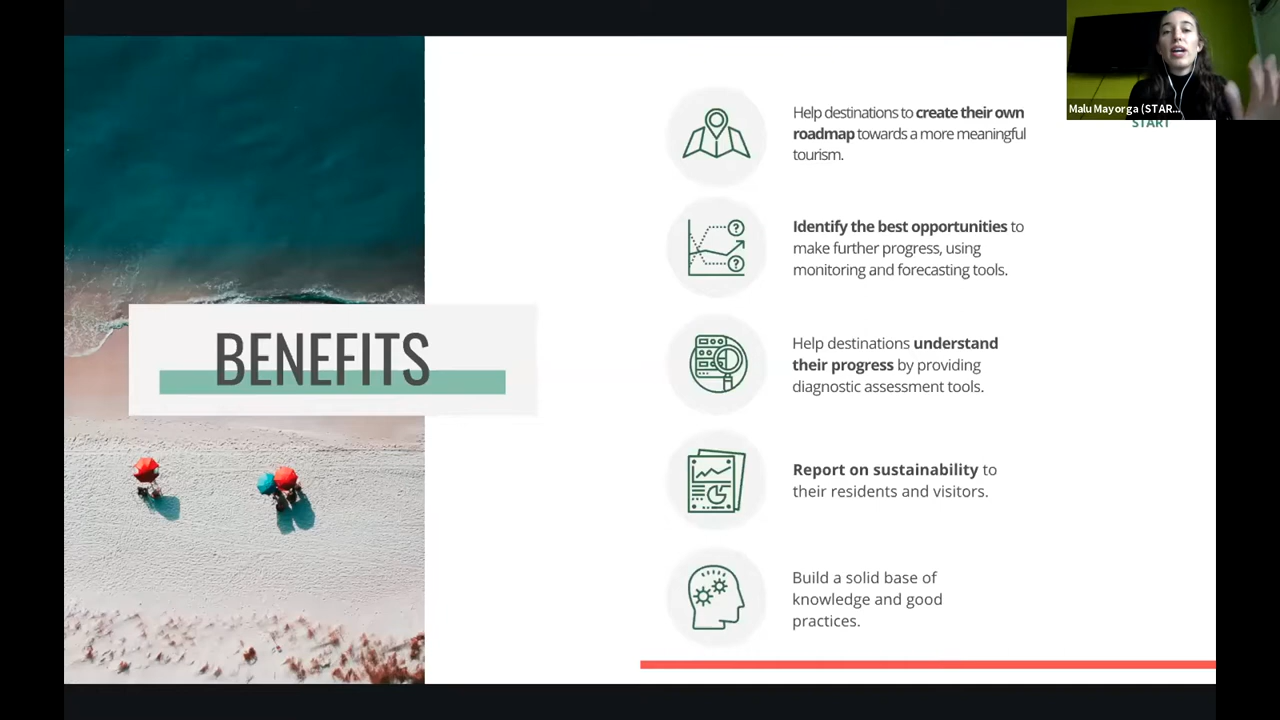 Malu Mayorga (STAR...
START
BENEFITS
Help destinations to create their own
roadmap towards a more meaningful
tourism.
Identify the best opportunities to
make further progress, using
monitoring and forecasting tools.
Help destinations understand
their progress by providing
diagnostic assessment tools.
Report on sustainability to
their residents and visitors.
Build a solid base of
knowledge and good
practices.